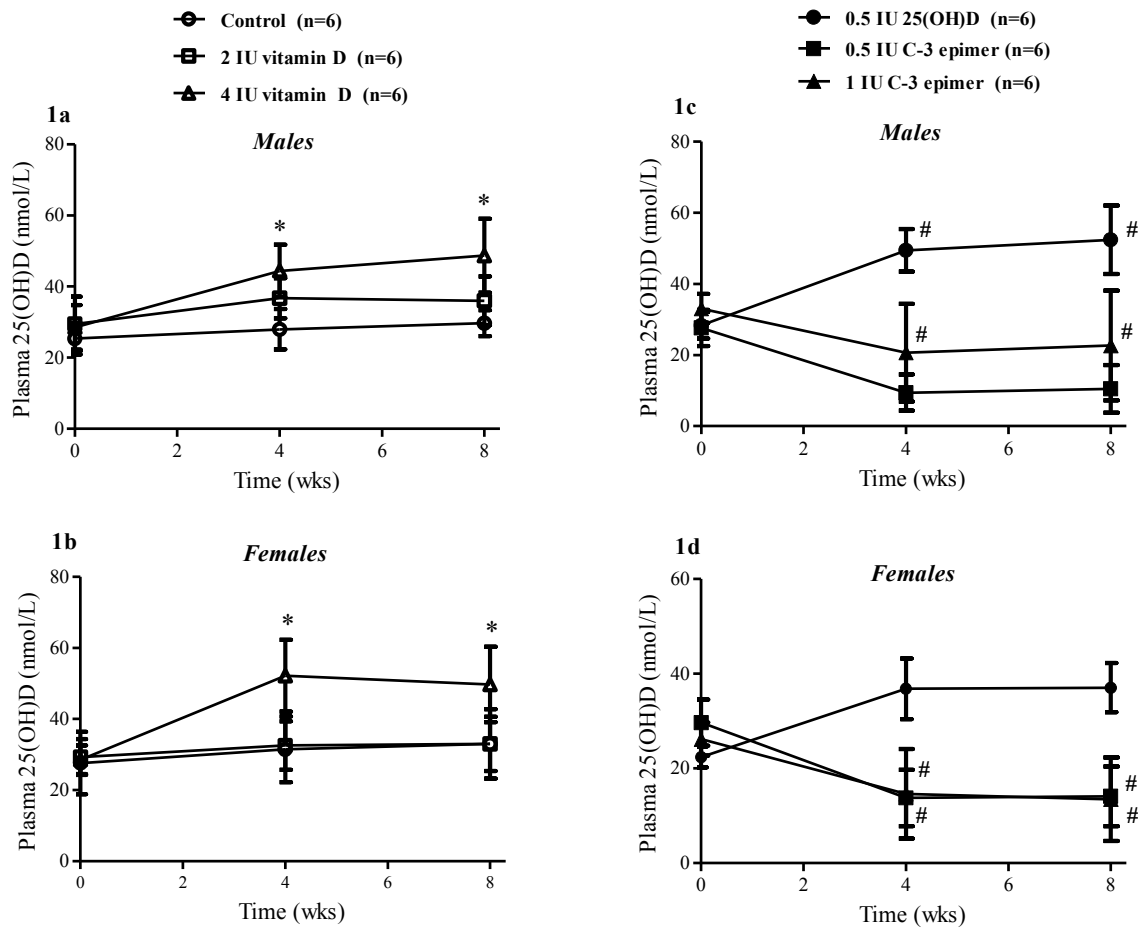 Control (n=6)
2 IU vitamin D (n=6)
4 IU vitamin D (n=6)
1a
Males
Plasma 25(OH)D (nmol/L)
80
60
40
20
0
* *
0 2 4 6 8
Time (wks)
1b
Females
Plasma 25(OH)D (nmol/L)
80
60
40
20
0
* *
0 2 4 6 8
Time (wks)
0.5 IU 25(OH)D (n=6)
0.5 IU C-3 epimer (n=6)
1 IU C-3 epimer (n=6)
1c
Males
Plasma 25(OH)D (nmol/L)
80
60
40
20
0
# #
# #
0 2 4 6 8
Time (wks)
1d
Females
Plasma 25(OH)D (nmol/L)
60
40
20
0
# #
# #
0 2 4 6 8
Time (wks)